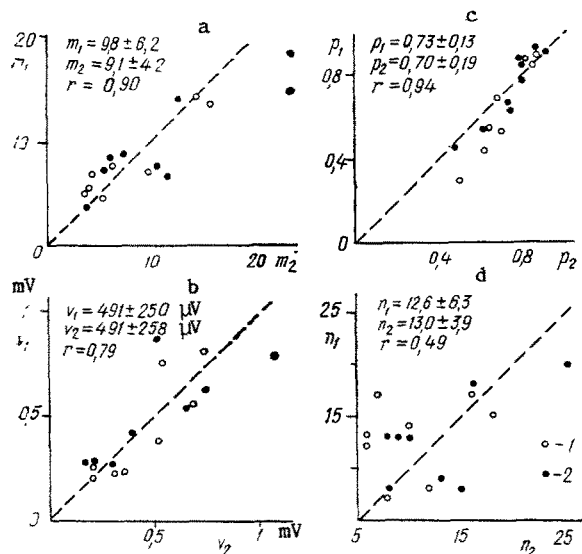 a
20
m₁
m₁ = 9,8 ± 6,2
m₂ = 9,1 ± 4,2
r = 0,90
10
0
10
20 m₂
c
p₁
p₁ = 0,73 ± 0,13
p₂ = 0,70 ± 0,19
r = 0,94
0,8
0,4
0
0,4
0,8
p₂
b
mV
1
v₁
v₁ = 491 ± 250 μV
v₂ = 491 ± 258 μV
r = 0,79
0,5
0
0,5
v₂
1
mV
d
25
n₁
n₁ = 12,6 ± 6,3
n₂ = 13,0 ± 3,9
r = 0,49
15
○ – 1
● – 2
5
15
n₂
25